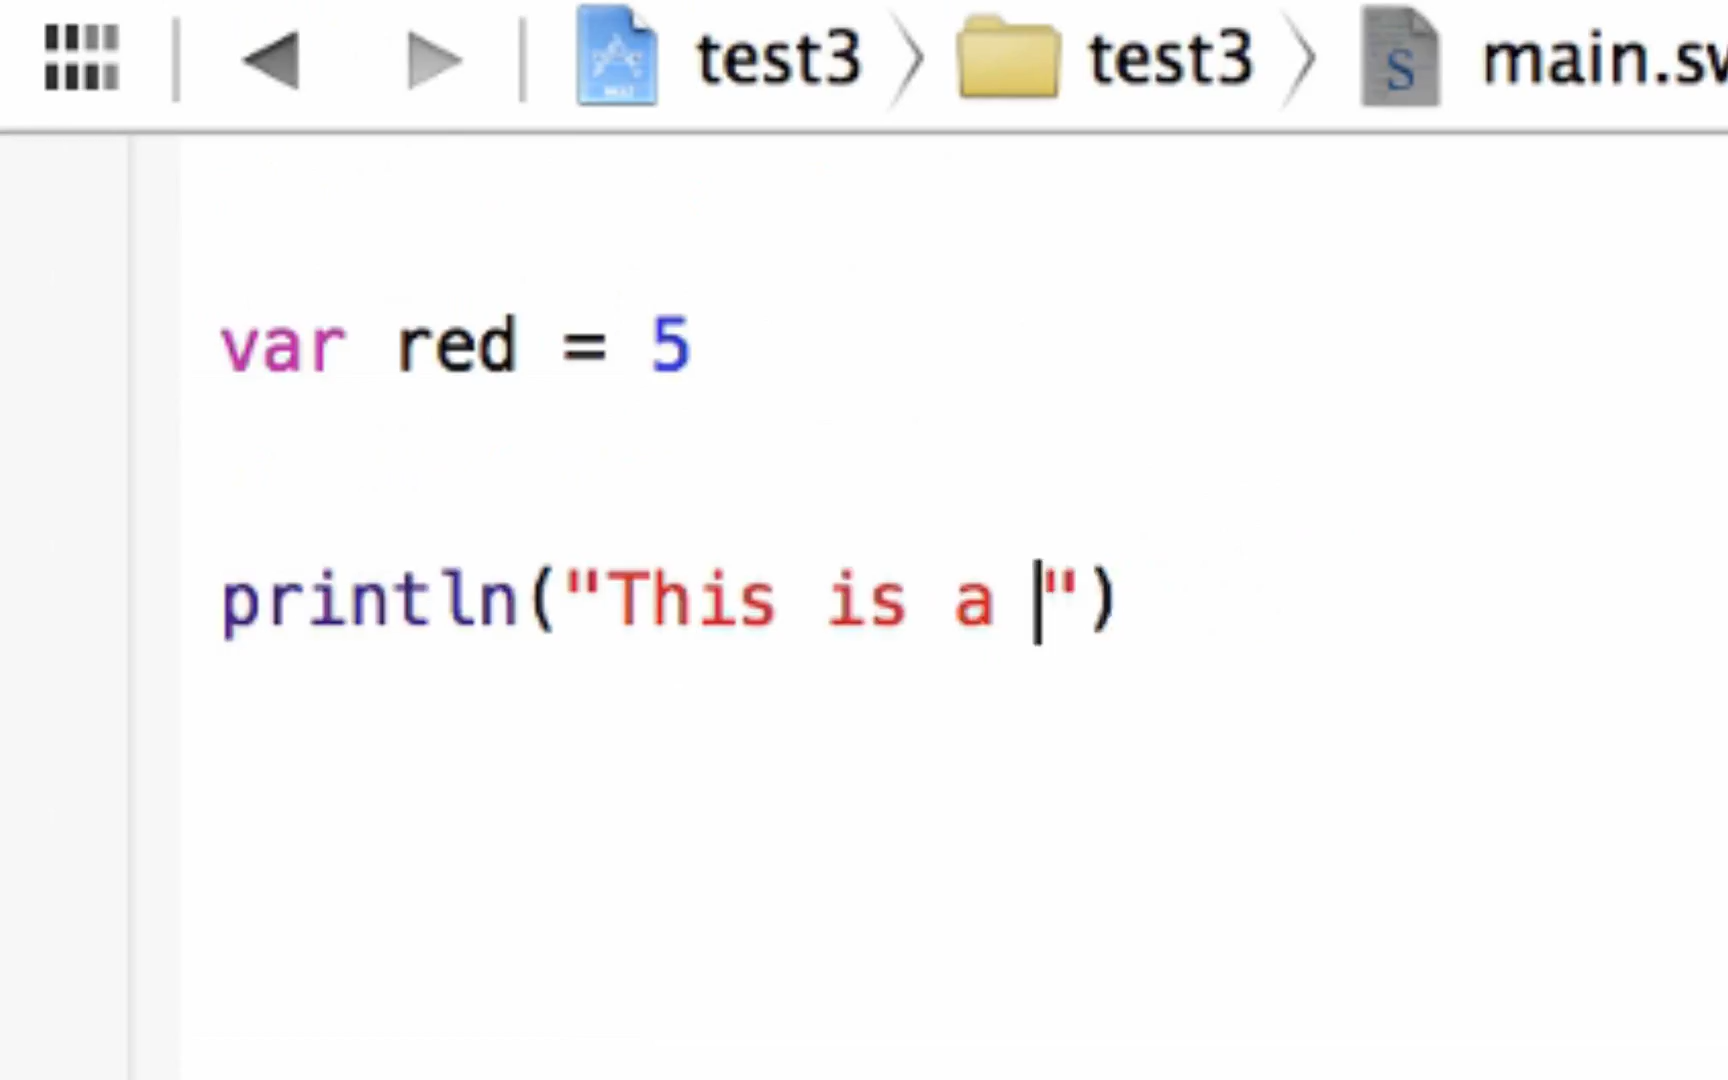 test3 test3 main.sw
var red = 5
println("This is a ")